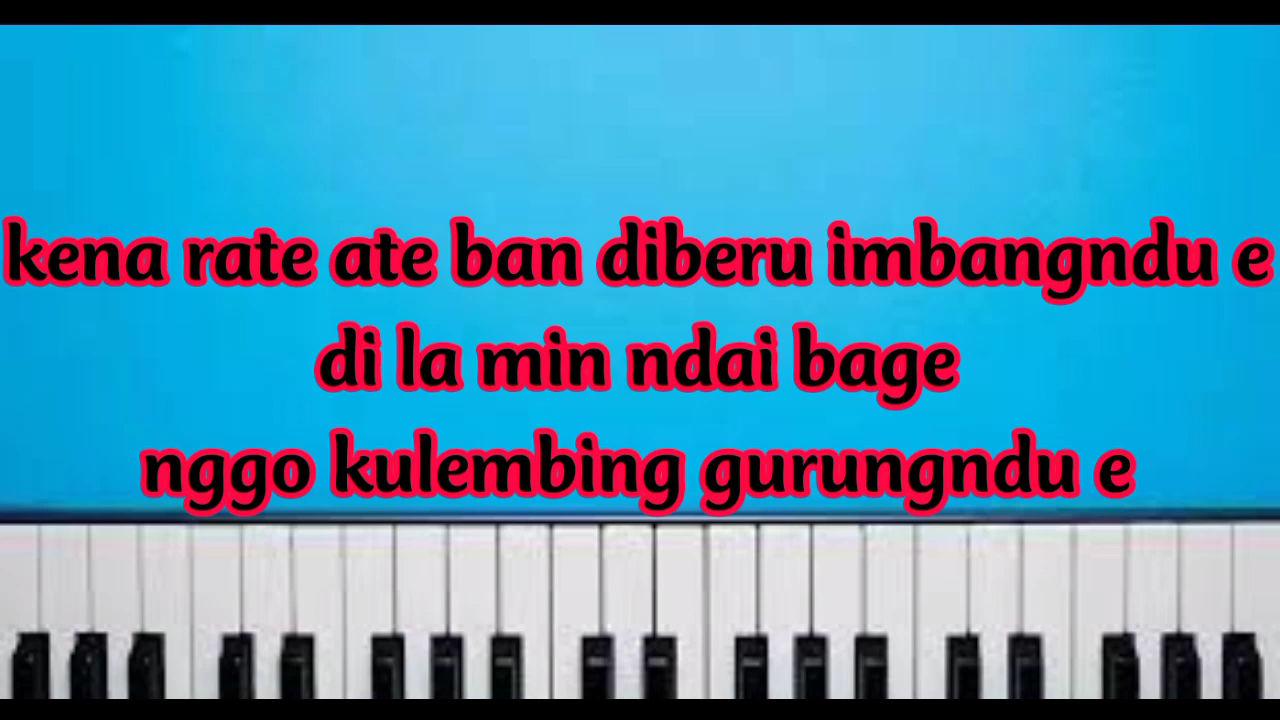 kena rate ate ban diberu imbangndu e
di la min ndai bage
nggo kulembing gurungndu e